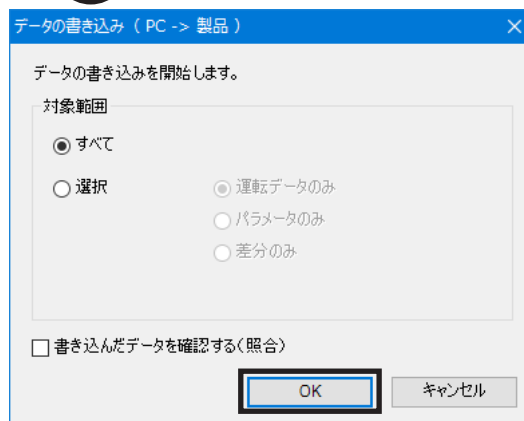 データの書き込み ( PC -> 製品 )
データの書き込みを開始します。
対象範囲
すべて
選択
運転データのみ
パラメータのみ
差分のみ
書き込んだデータを確認する(照合)
OK
キャンセル